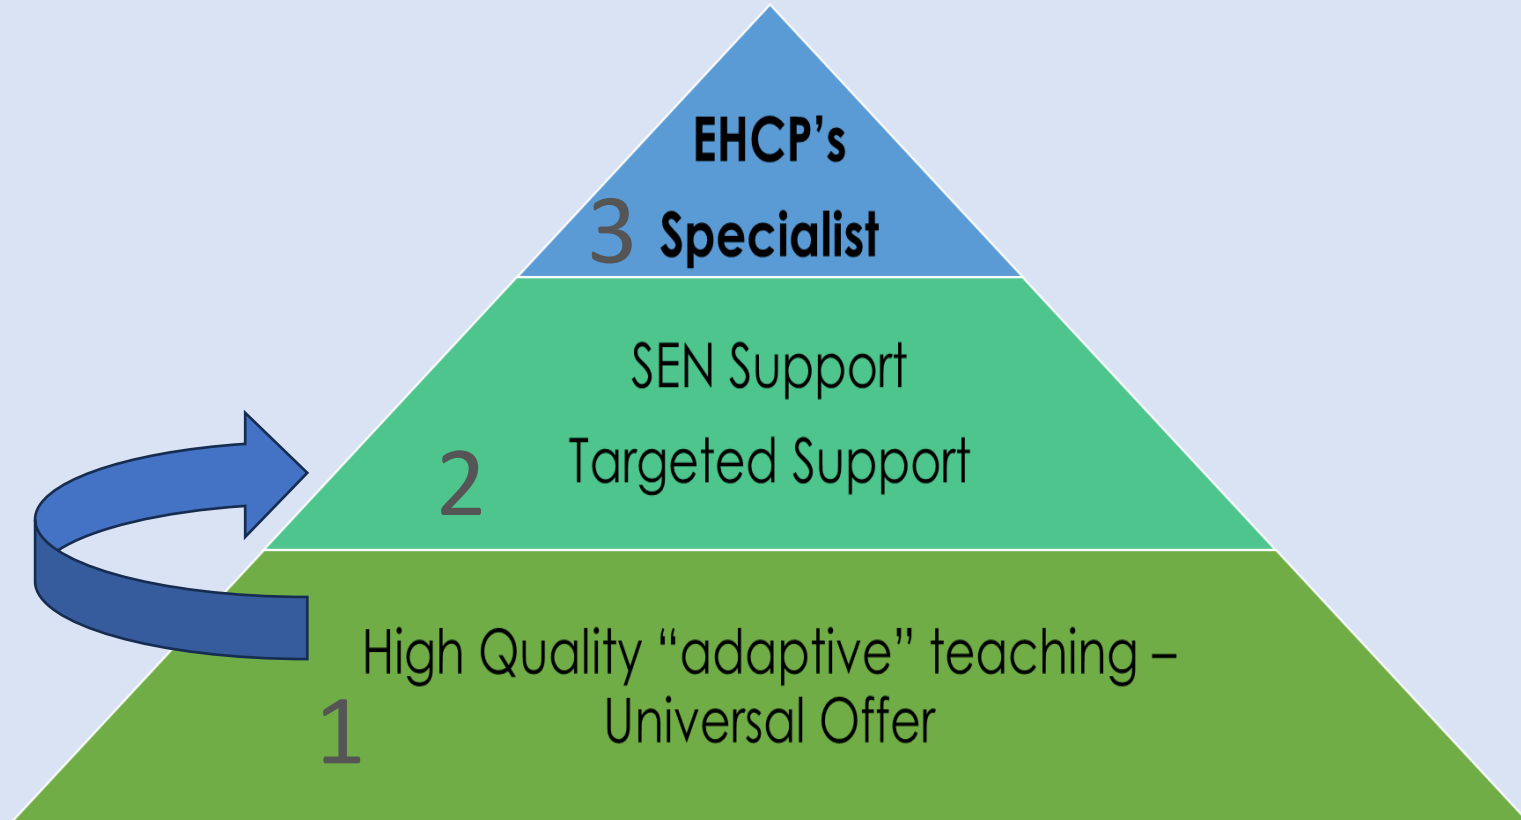 EHCP’s
3 Specialist
SEN Support
2 Targeted Support
High Quality “adaptive” teaching –
1 Universal Offer